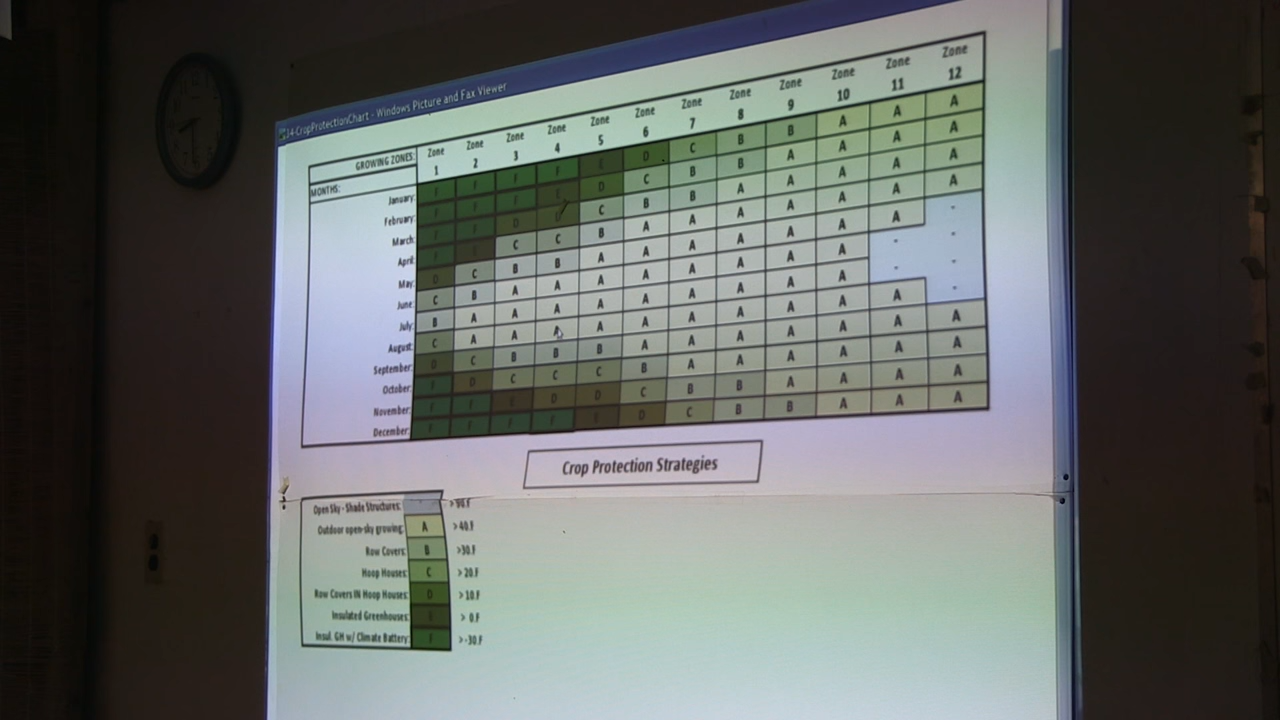 34-CropProtectionChart - Windows Picture and Fax Viewer
GROWING ZONES: Zone 1 Zone 2 Zone 3 Zone 4 Zone 5 Zone 6 Zone 7 Zone 8 Zone 9 Zone 10 Zone 11 Zone 12
MONTHS:
January: F F F F E D C B B A A A
February: F F F E D C B B A A A A
March: F F D E C B B A A A A A
April: F E C C B A A A A A A A
May: D C B B A A A A A A A -
June: C B A A A A A A A A - -
July: B A A A A A A A A A -
August: C A A A A A A A A A A -
September: D C B B B A A A A A A A
October: F D C C C B A A A A A A
November: F F E D D C B B A A A A
December: F F F F E D C B B A A A
Crop Protection Strategies
Open Sky - Shade Structures: - > 90.F
Outdoor open-sky growing: A > 40.F
Row Covers: B >30.F
Hoop Houses: C > 20.F
Row Covers IN Hoop Houses: D > 10.F
Insulated Greenhouses: E > 0.F
Insul. GH w/ Climate Battery: F >-30.F